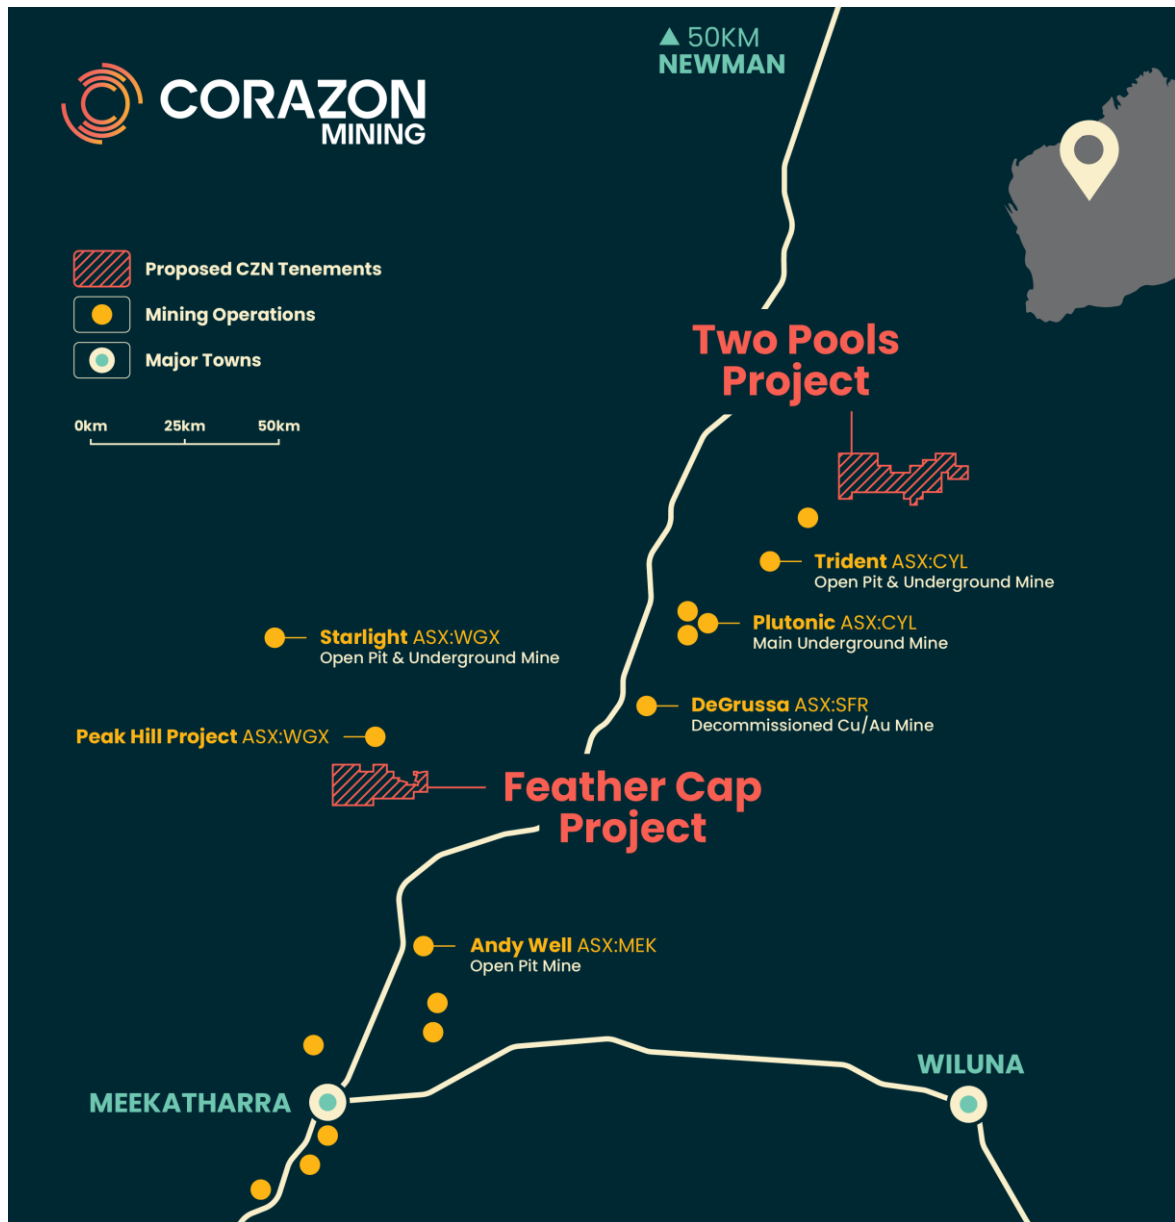 ▲ 50KM
NEWMAN
CORAZON
MINING
Proposed CZN Tenements
Mining Operations
Major Towns
0km 25km 50km
Two Pools
Project
Trident ASX:CYL
Open Pit & Underground Mine
Plutonic ASX:CYL
Main Underground Mine
Starlight ASX:WGX
Open Pit & Underground Mine
DeGrussa ASX:SFR
Decommissioned Cu/Au Mine
Peak Hill Project ASX:WGX
Feather Cap
Project
Andy Well ASX:MEK
Open Pit Mine
WILUNA
MEEKATHARRA